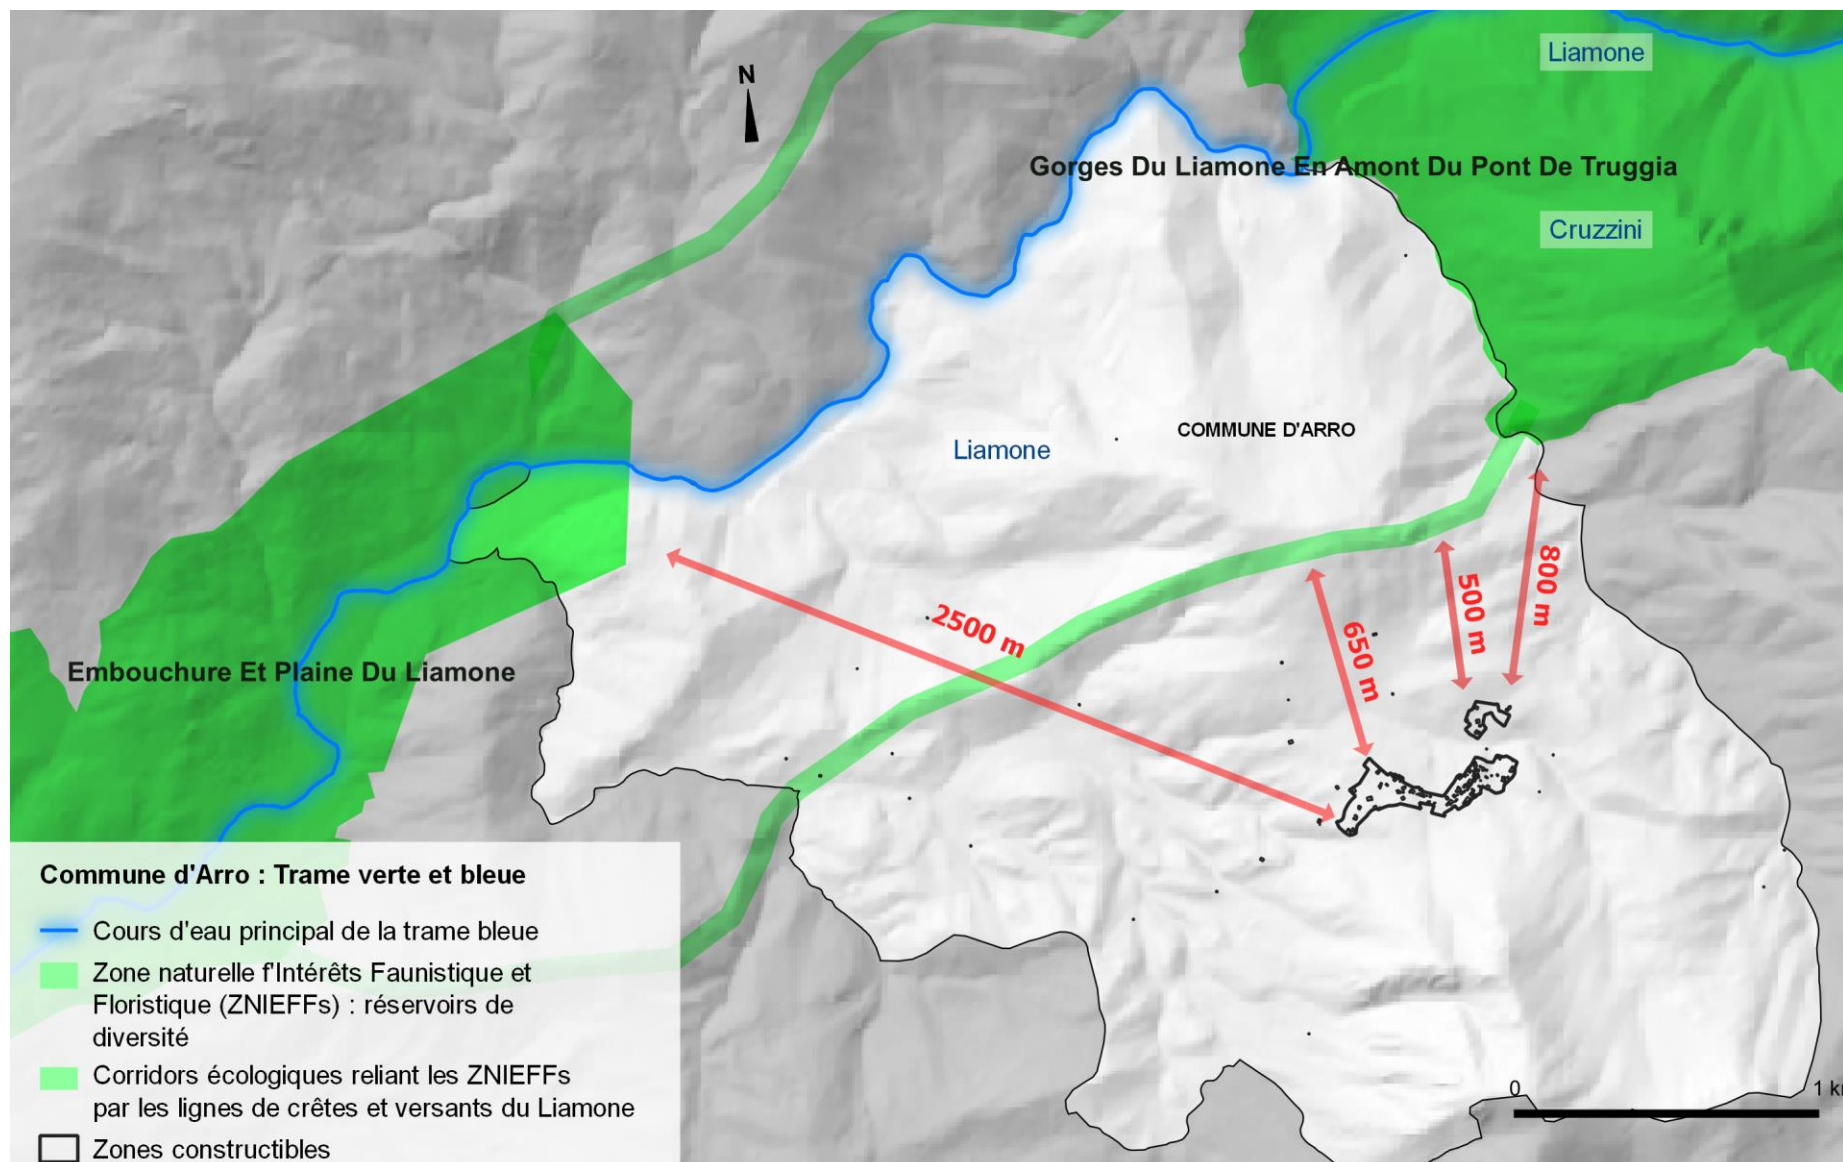 N
Liamone
Gorges Du Liamone En Amont Du Pont De Truggia
Cruzzini
COMMUNE D'ARRO
Liamone
2500 m
650 m
500 m
800 m
Embouchure Et Plaine Du Liamone
Commune d'Arro : Trame verte et bleue
Cours d'eau principal de la trame bleue
Zone naturelle f'Intérêts Faunistique et
Floristique (ZNIEFFs) : réservoirs de
diversité
Corridors écologiques reliant les ZNIEFFs
par les lignes de crêtes et versants du Liamone
Zones constructibles
0 1 k